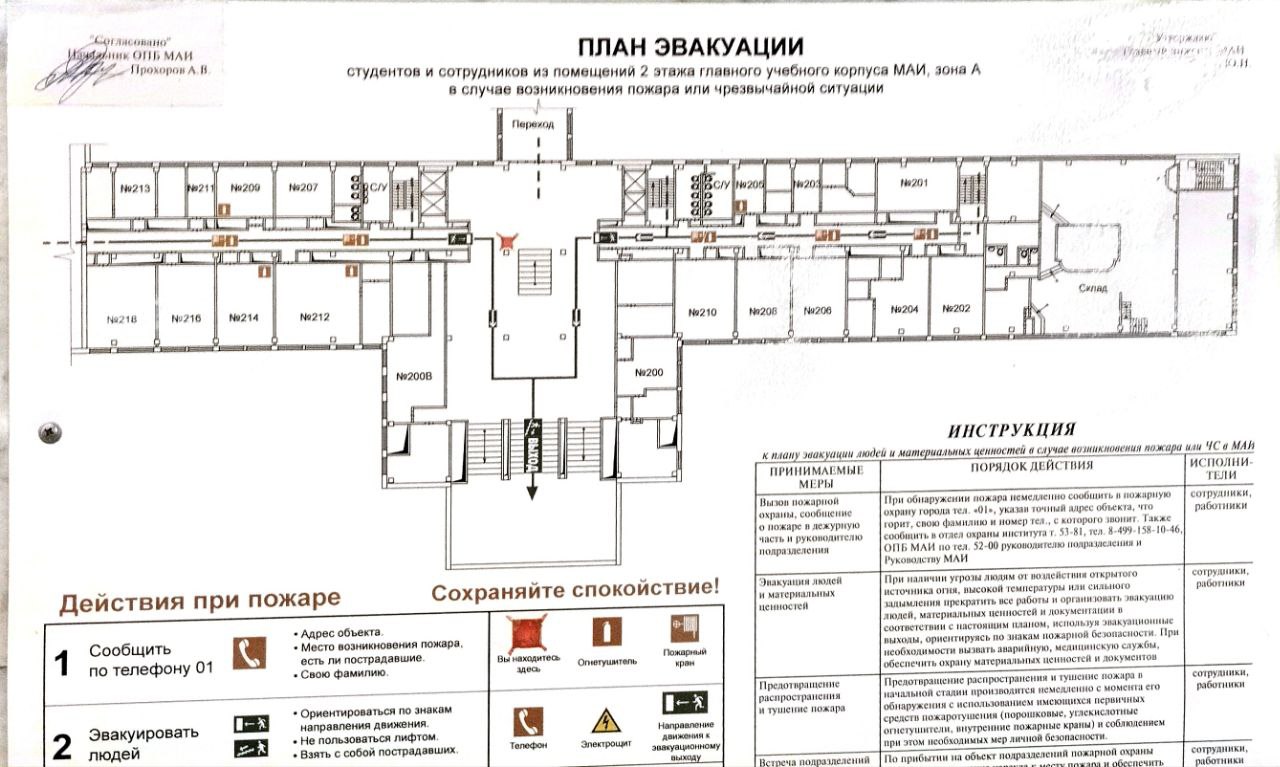 "Согласовано"
Начальник ОПБ МАИ
Прохоров А.В.
ПЛАН ЭВАКУАЦИИ
студентов и сотрудников из помещений 2 этажа главного учебного корпуса МАИ, зона А
в случае возникновения пожара или чрезвычайной ситуации
Переход
№213
№211
№209
№207
С/У
С/У
№205
№203
№201
№218
№216
№214
№212
№210
№208
№206
№204
№202
Склад
№200В
№200
ВЫХОД
ИНСТРУКЦИЯ
к плану эвакуации людей и материальных ценностей в случае возникновения пожара или ЧС в МАИ
ПРИНИМАЕМЫЕ
МЕРЫ
ПОРЯДОК ДЕЙСТВИЯ
ИСПОЛНИ-
ТЕЛИ
Вызов пожарной
охраны, сообщение
о пожаре в дежурную
часть и руководителю
подразделения
При обнаружении пожара немедленно сообщить в пожарную
охрану города тел. «01», указан точный адрес объекта, что
горит, свою фамилию и номер тел., с которого звонит. Также
сообщить в отдел охраны института т. 53-81, тел. 8-499-158-10-46,
ОПБ МАИ по тел. 52-00 руководителю подразделения и
Руководству МАИ
сотрудники,
работники
Эвакуация людей
и материальных
ценностей
При наличии угрозы людям от воздействия открытого
источника огня, высокой температуры или сильного
задымления прекратить все работы и организовать эвакуацию
людей, материальных ценностей и документации в
соответствии с настоящим планом, используя эвакуационные
выходы, ориентируясь по знакам пожарной безопасности. При
необходимости вызвать аварийную, медицинскую службы,
обеспечить охрану материальных ценностей и документов
сотрудники,
работники
Предотвращение
распространения
и тушение пожара
Предотвращение распространения и тушение пожара в
начальной стадии производится немедленно с момента его
обнаружения с использованием имеющихся первичных
средств пожаротушения (порошковые, углекислотные
огнетушители, внутренние пожарные краны) и соблюдением
при этом необходимых мер личной безопасности.
сотрудники,
работники
Встреча подразделений
По прибытии на объект подразделений пожарной охраны
сотрудники,
работники
Действия при пожаре
Сохраняйте спокойствие!
1
Сообщить
по телефону 01
• Адрес объекта.
• Место возникновения пожара,
есть ли пострадавшие.
• Свою фамилию.
2
Эвакуировать
людей
• Ориентироваться по знакам
направления движения.
• Не пользоваться лифтом.
• Взять с собой пострадавших.
Вы находитесь
здесь
Огнетушитель
Пожарный
кран
Телефон
Электрощит
Направление
движения к
эвакуационному
выходу